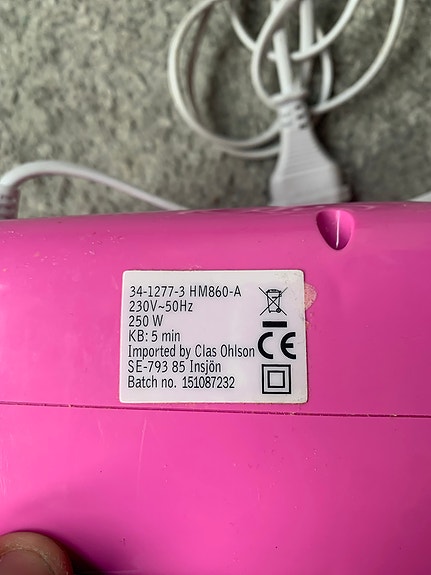 34-1277-3 HM860-A
230V~50Hz
250 W
KB: 5 min
Imported by Clas Ohlson
SE-793 85 Insjön
Batch no. 151087232
CE